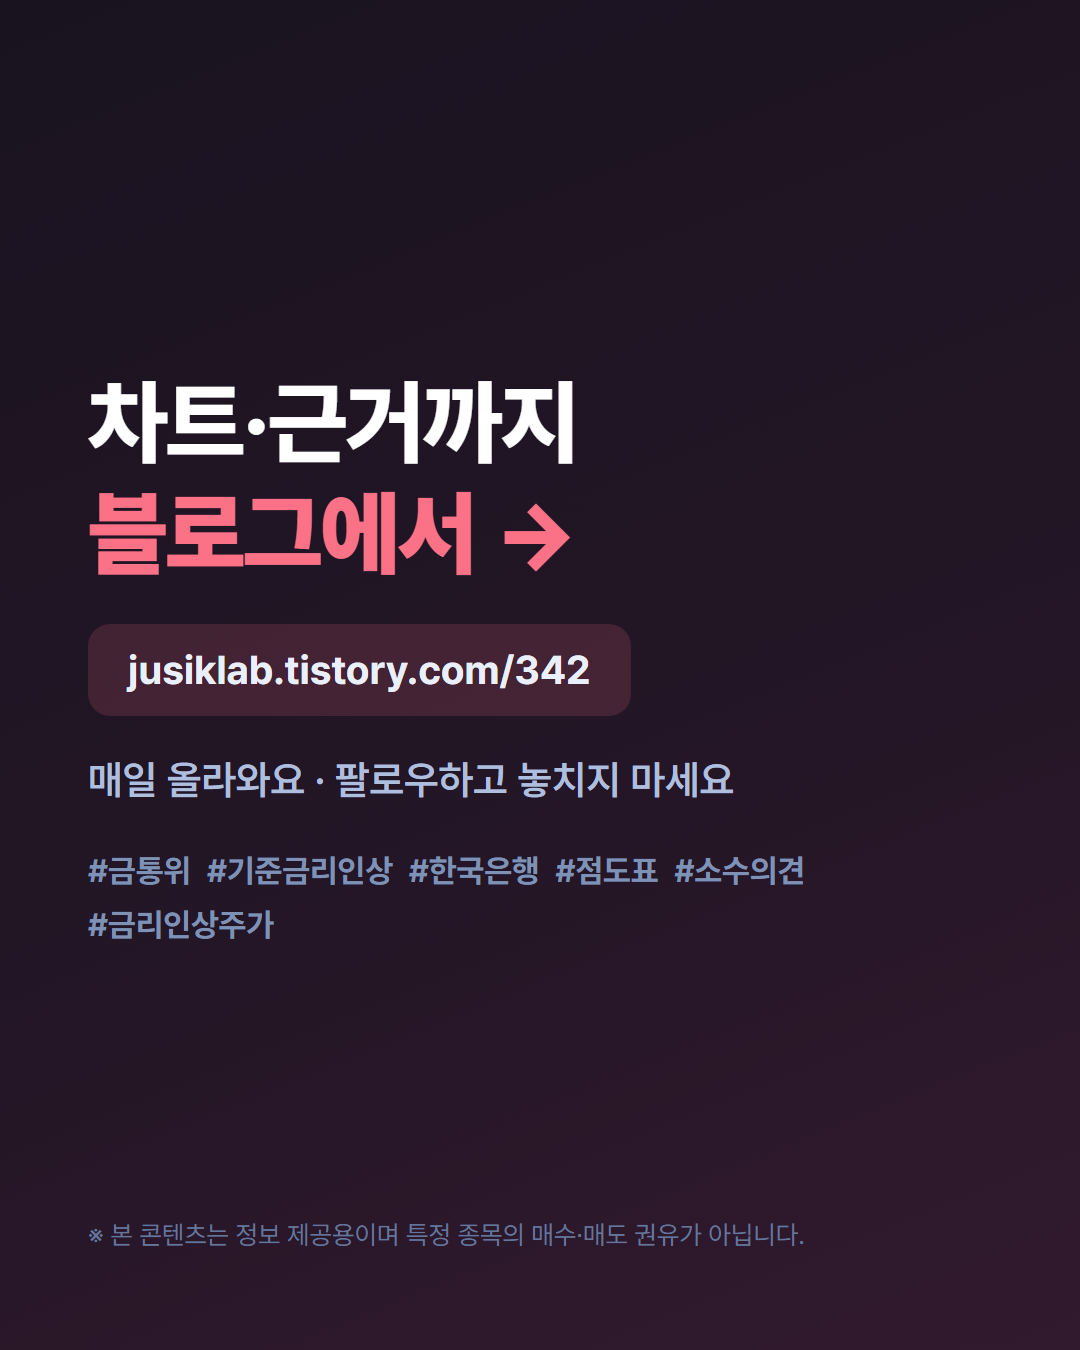 차트·근거까지
블로그에서 →
jusiklab.tistory.com/342
매일 올라와요 · 팔로우하고 놓치지 마세요
#금통위 #기준금리인상 #한국은행 #점도표 #소수의견
#금리인상주가
※ 본 콘텐츠는 정보 제공용이며 특정 종목의 매수·매도 권유가 아닙니다.